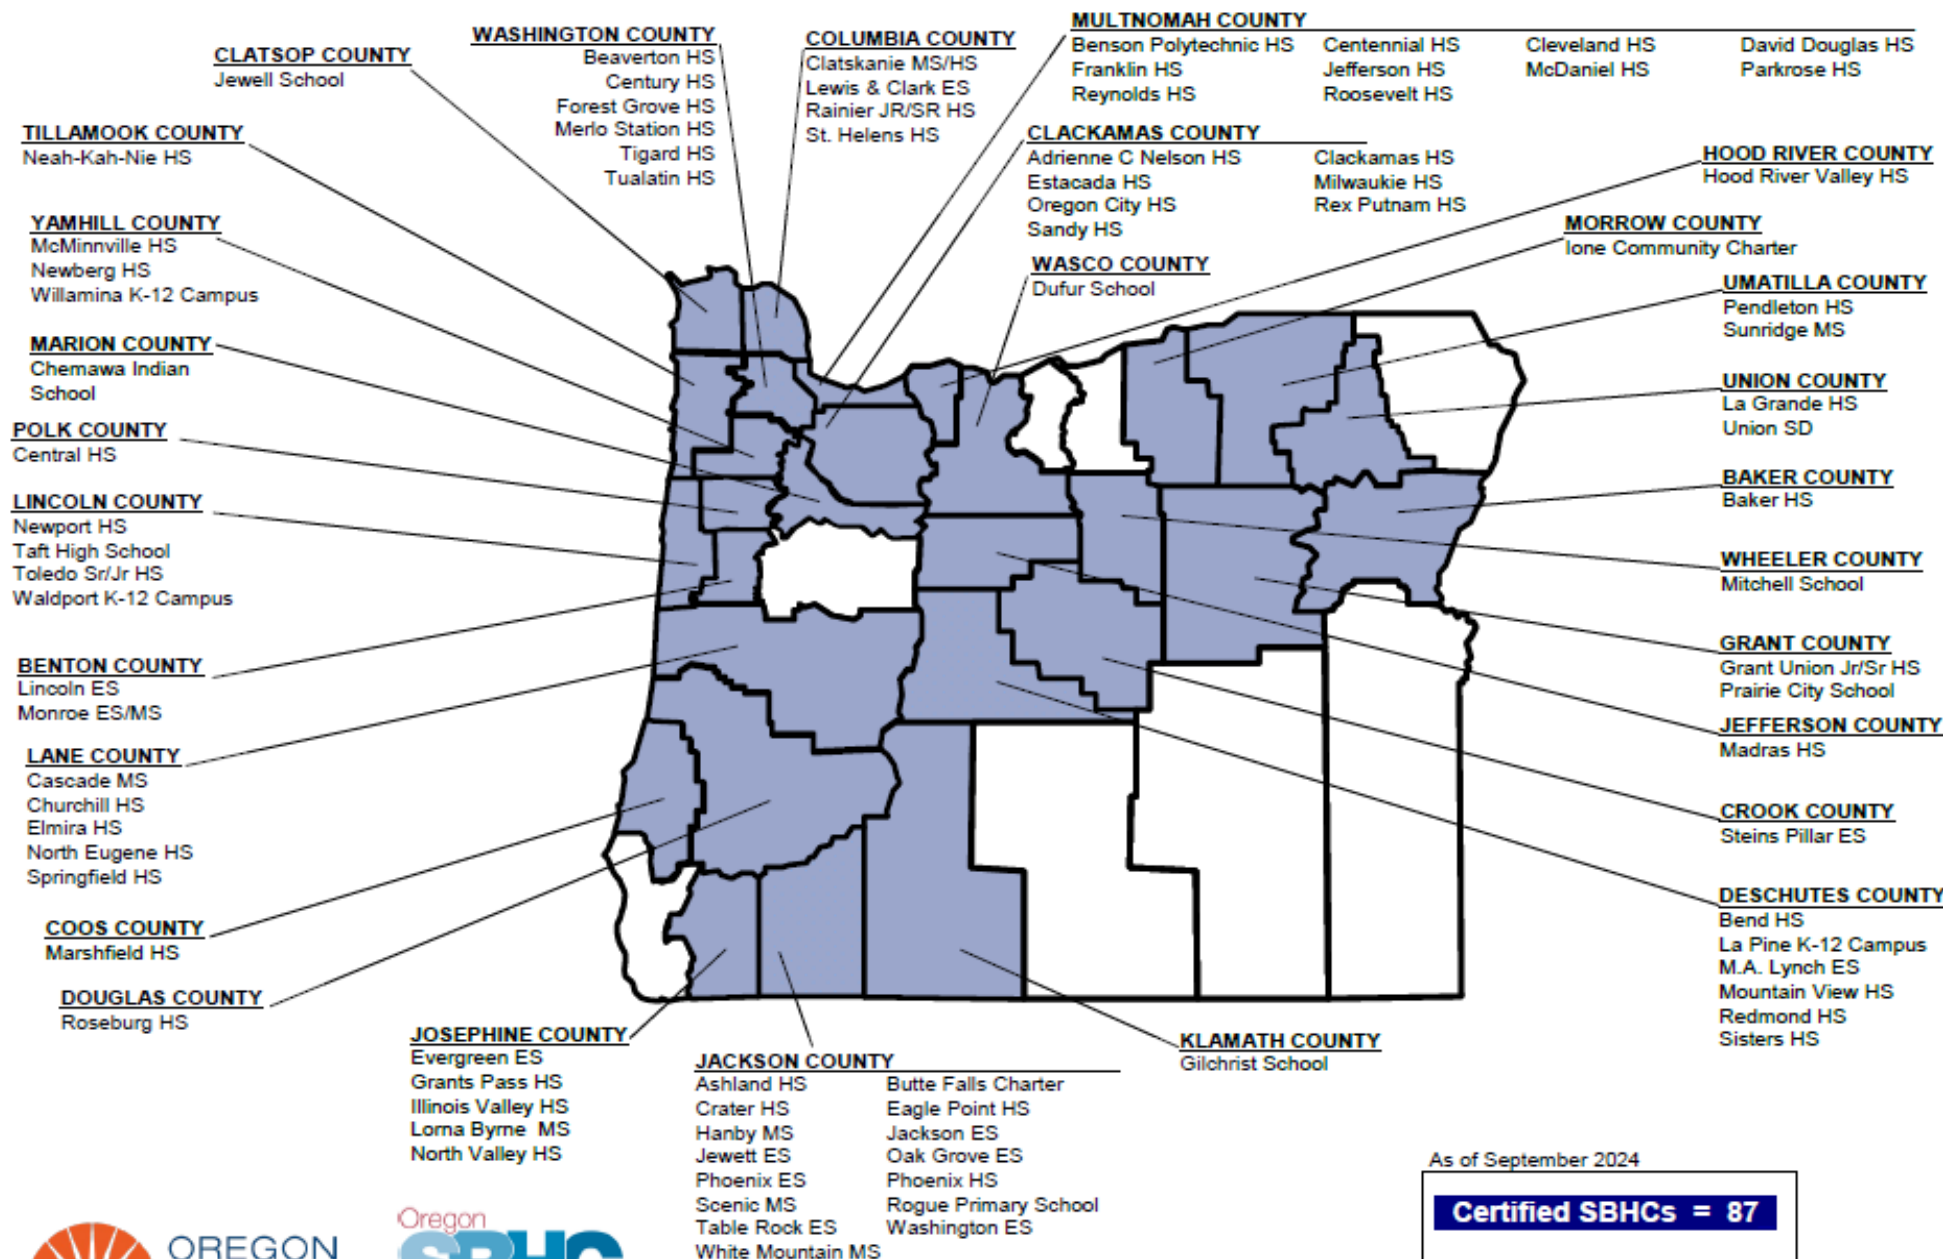 CLATSOP COUNTY
Jewell School
WASHINGTON COUNTY
Beaverton HS
Century HS
Forest Grove HS
Merlo Station HS
Tigard HS
Tualatin HS
COLUMBIA COUNTY
Clatskanie MS/HS
Lewis & Clark ES
Rainier JR/SR HS
St. Helens HS
MULTNOMAH COUNTY
Benson Polytechnic HS Centennial HS Cleveland HS David Douglas HS
Franklin HS Jefferson HS McDaniel HS Parkrose HS
Reynolds HS Roosevelt HS
CLACKAMAS COUNTY
Adrienne C Nelson HS Clackamas HS
Estacada HS Milwaukie HS
Oregon City HS Rex Putnam HS
Sandy HS
HOOD RIVER COUNTY
Hood River Valley HS
MORROW COUNTY
Ione Community Charter
WASCO COUNTY
Dufur School
UMATILLA COUNTY
Pendleton HS
Sunridge MS
UNION COUNTY
La Grande HS
Union SD
BAKER COUNTY
Baker HS
WHEELER COUNTY
Mitchell School
GRANT COUNTY
Grant Union Jr/Sr HS
Prairie City School
JEFFERSON COUNTY
Madras HS
CROOK COUNTY
Steins Pillar ES
DESCHUTES COUNTY
Bend HS
La Pine K-12 Campus
M.A. Lynch ES
Mountain View HS
Redmond HS
Sisters HS
TILLAMOOK COUNTY
Neah-Kah-Nie HS
YAMHILL COUNTY
McMinnville HS
Newberg HS
Willamina K-12 Campus
MARION COUNTY
Chemawa Indian
School
POLK COUNTY
Central HS
LINCOLN COUNTY
Newport HS
Taft High School
Toledo Sr/Jr HS
Waldport K-12 Campus
BENTON COUNTY
Lincoln ES
Monroe ES/MS
LANE COUNTY
Cascade MS
Churchill HS
Elmira HS
North Eugene HS
Springfield HS
COOS COUNTY
Marshfield HS
DOUGLAS COUNTY
Roseburg HS
JOSEPHINE COUNTY
Evergreen ES
Grants Pass HS
Illinois Valley HS
Lorna Byrne MS
North Valley HS
JACKSON COUNTY
Ashland HS Butte Falls Charter
Crater HS Eagle Point HS
Hanby MS Jackson ES
Jewett ES Oak Grove ES
Phoenix ES Phoenix HS
Scenic MS Rogue Primary School
Table Rock ES Washington ES
White Mountain MS
KLAMATH COUNTY
Gilchrist School
As of September 2024
Certified SBHCs = 87
OREGON
Oregon
SBHC